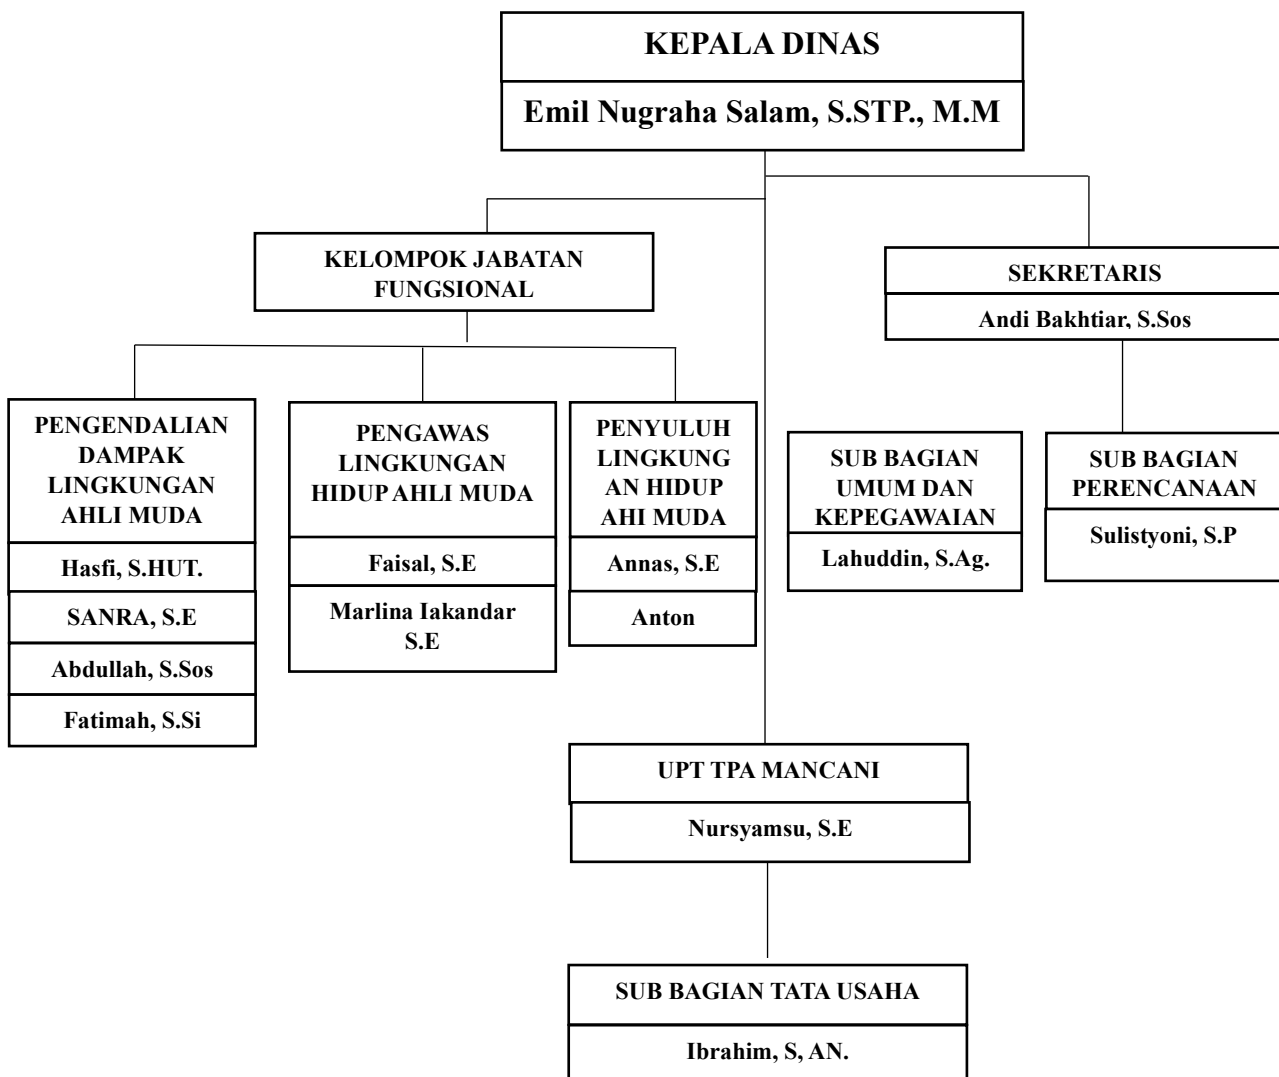 KEPALA DINAS
Emil Nugraha Salam, S.STP., M.M
KELOMPOK JABATAN
FUNGSIONAL
SEKRETARIS
Andi Bakhtiar, S.Sos
PENGENDALIAN
DAMPAK
LINGKUNGAN
AHLI MUDA
Hasfi, S.HUT.
SANRA, S.E
Abdullah, S.Sos
Fatimah, S.Si
PENGAWAS
LINGKUNGAN
HIDUP AHLI MUDA
Faisal, S.E
Marlina Iakandar
S.E
PENYULUH
LINGKUNG
AN HIDUP
AHI MUDA
Annas, S.E
Anton
SUB BAGIAN
UMUM DAN
KEPEGAWAIAN
Lahuddin, S.Ag.
SUB BAGIAN
PERENCANAAN
Sulistyoni, S.P
UPT TPA MANCANI
Nursyamsu, S.E
SUB BAGIAN TATA USAHA
Ibrahim, S, AN.